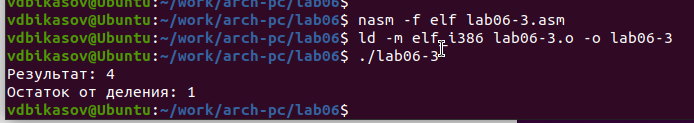 vdbikasov@Ubuntu:~/work/arch-pc/lab06$ nasm -f elf lab06-3.asm
vdbikasov@Ubuntu:~/work/arch-pc/lab06$ ld -m elf_i386 lab06-3.o -o lab06-3
vdbikasov@Ubuntu:~/work/arch-pc/lab06$ ./lab06-3
Результат: 4
Остаток от деления: 1
vdbikasov@Ubuntu:~/work/arch-pc/lab06$